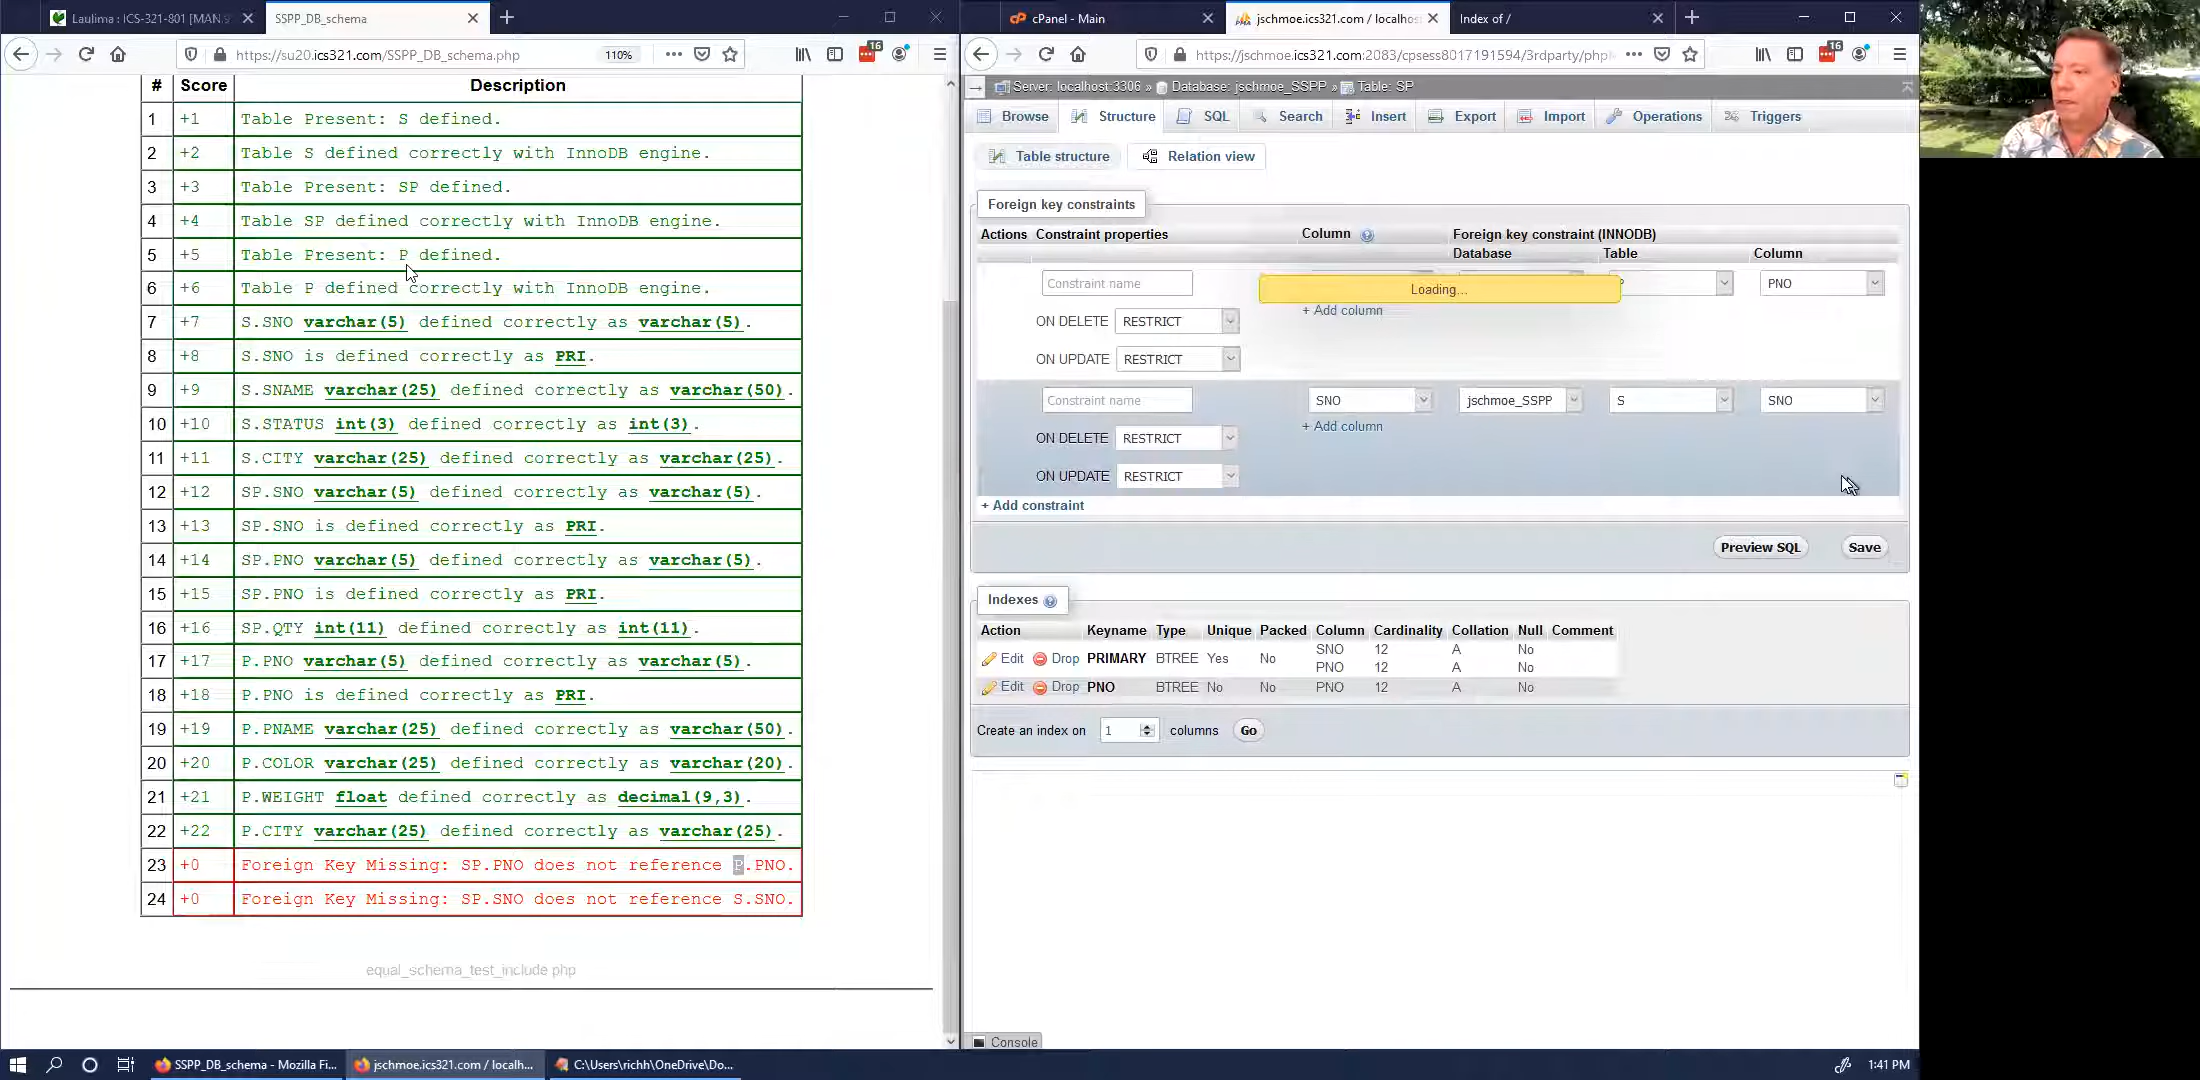 Laulima : ICS-321-801 [MAN.9
SSPP_DB_schema
https://su20.ics321.com/SSPP_DB_schema.php
110%
16
# Score Description
1 +1 Table Present: S defined.
2 +2 Table S defined correctly with InnoDB engine.
3 +3 Table Present: SP defined.
4 +4 Table SP defined correctly with InnoDB engine.
5 +5 Table Present: P defined.
6 +6 Table P defined correctly with InnoDB engine.
7 +7 S.SNO varchar(5) defined correctly as varchar(5).
8 +8 S.SNO is defined correctly as PRI.
9 +9 S.SNAME varchar(25) defined correctly as varchar(50).
10 +10 S.STATUS int(3) defined correctly as int(3).
11 +11 S.CITY varchar(25) defined correctly as varchar(25).
12 +12 SP.SNO varchar(5) defined correctly as varchar(5).
13 +13 SP.SNO is defined correctly as PRI.
14 +14 SP.PNO varchar(5) defined correctly as varchar(5).
15 +15 SP.PNO is defined correctly as PRI.
16 +16 SP.QTY int(11) defined correctly as int(11).
17 +17 P.PNO varchar(5) defined correctly as varchar(5).
18 +18 P.PNO is defined correctly as PRI.
19 +19 P.PNAME varchar(25) defined correctly as varchar(50).
20 +20 P.COLOR varchar(25) defined correctly as varchar(20).
21 +21 P.WEIGHT float defined correctly as decimal(9,3).
22 +22 P.CITY varchar(25) defined correctly as varchar(25).
23 +0 Foreign Key Missing: SP.PNO does not reference P.PNO.
24 +0 Foreign Key Missing: SP.SNO does not reference S.SNO.
equal_schema_test_include php
cPanel - Main
jschmoe.ics321.com / localhos
Index of /
https://jschmoe.ics321.com:2083/cpsess8017191594/3rdparty/php
16
Server: localhost:3306 » Database: jschmoe_SSPP » Table: SP
Browse Structure SQL Search Insert Export Import Operations Triggers
Table structure Relation view
Foreign key constraints
Actions Constraint properties Column Foreign key constraint (INNODB)
Database Table Column
Constraint name PNO
Loading...
+ Add column
ON DELETE RESTRICT
ON UPDATE RESTRICT
Constraint name SNO jschmoe_SSPP S SNO
+ Add column
ON DELETE RESTRICT
ON UPDATE RESTRICT
+ Add constraint
Preview SQL Save
Indexes
Action Keyname Type Unique Packed Column Cardinality Collation Null Comment
Edit Drop PRIMARY BTREE Yes No SNO 12 A No
PNO 12 A No
Edit Drop PNO BTREE No No PNO 12 A No
Create an index on 1 columns Go
Console
SSPP_DB_schema - Mozilla Fi...
jschmoe.ics321.com / localh...
C:\Users\richh\OneDrive\Do...
1:41 PM